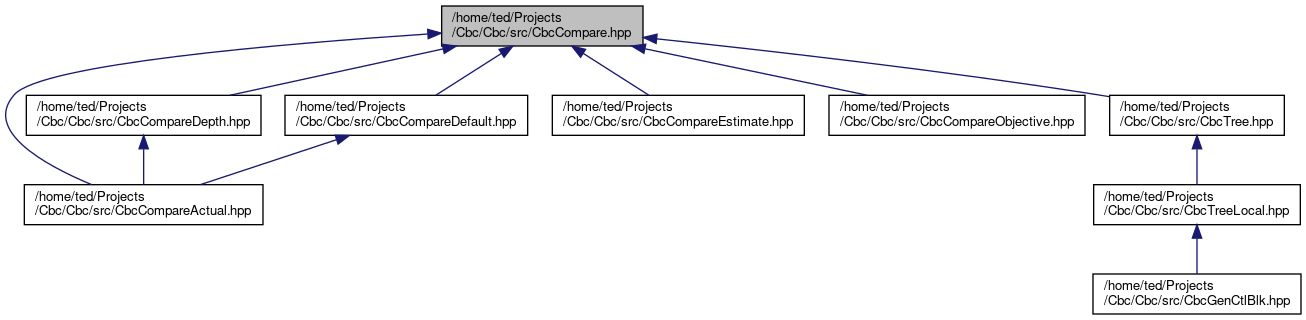 /home/ted/Projects
/Cbc/Cbc/src/CbcCompare.hpp
/home/ted/Projects
/Cbc/Cbc/src/CbcCompareDepth.hpp
/home/ted/Projects
/Cbc/Cbc/src/CbcCompareDefault.hpp
/home/ted/Projects
/Cbc/Cbc/src/CbcCompareEstimate.hpp
/home/ted/Projects
/Cbc/Cbc/src/CbcCompareObjective.hpp
/home/ted/Projects
/Cbc/Cbc/src/CbcTree.hpp
/home/ted/Projects
/Cbc/Cbc/src/CbcCompareActual.hpp
/home/ted/Projects
/Cbc/Cbc/src/CbcTreeLocal.hpp
/home/ted/Projects
/Cbc/Cbc/src/CbcGenCtlBlk.hpp